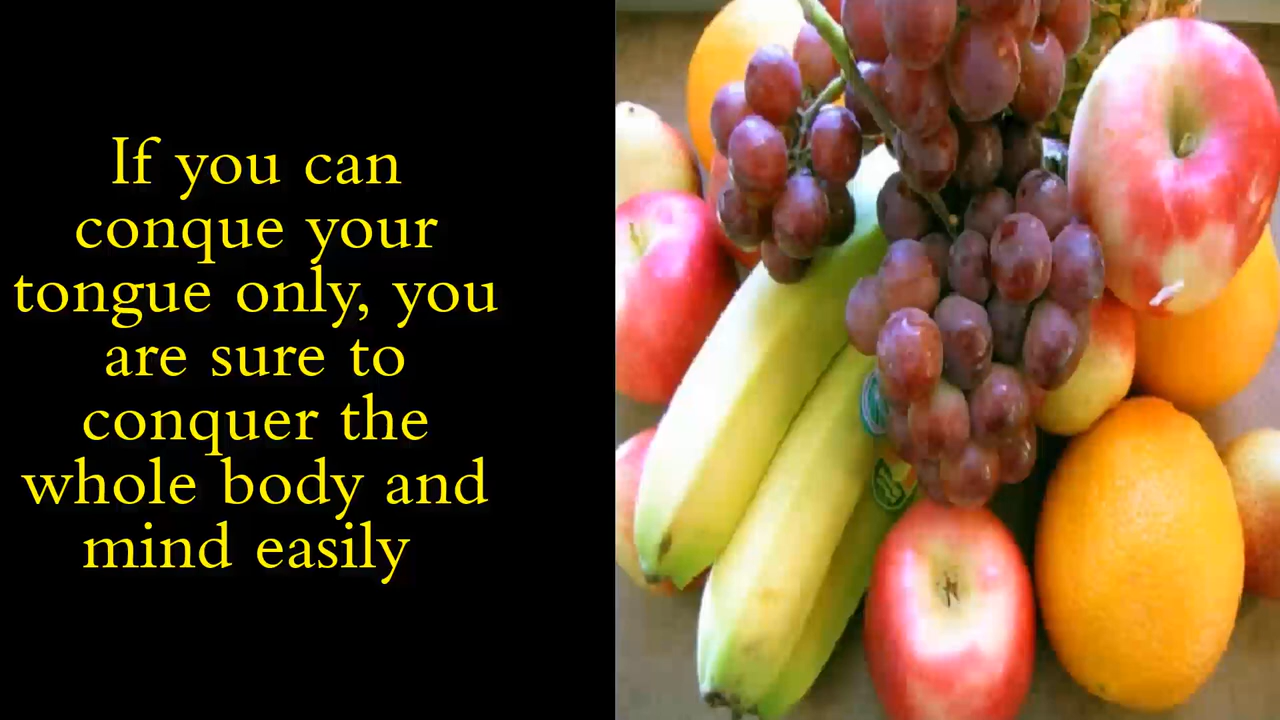 If you can
conque your
tongue only, you
are sure to
conquer the
whole body and
mind easily